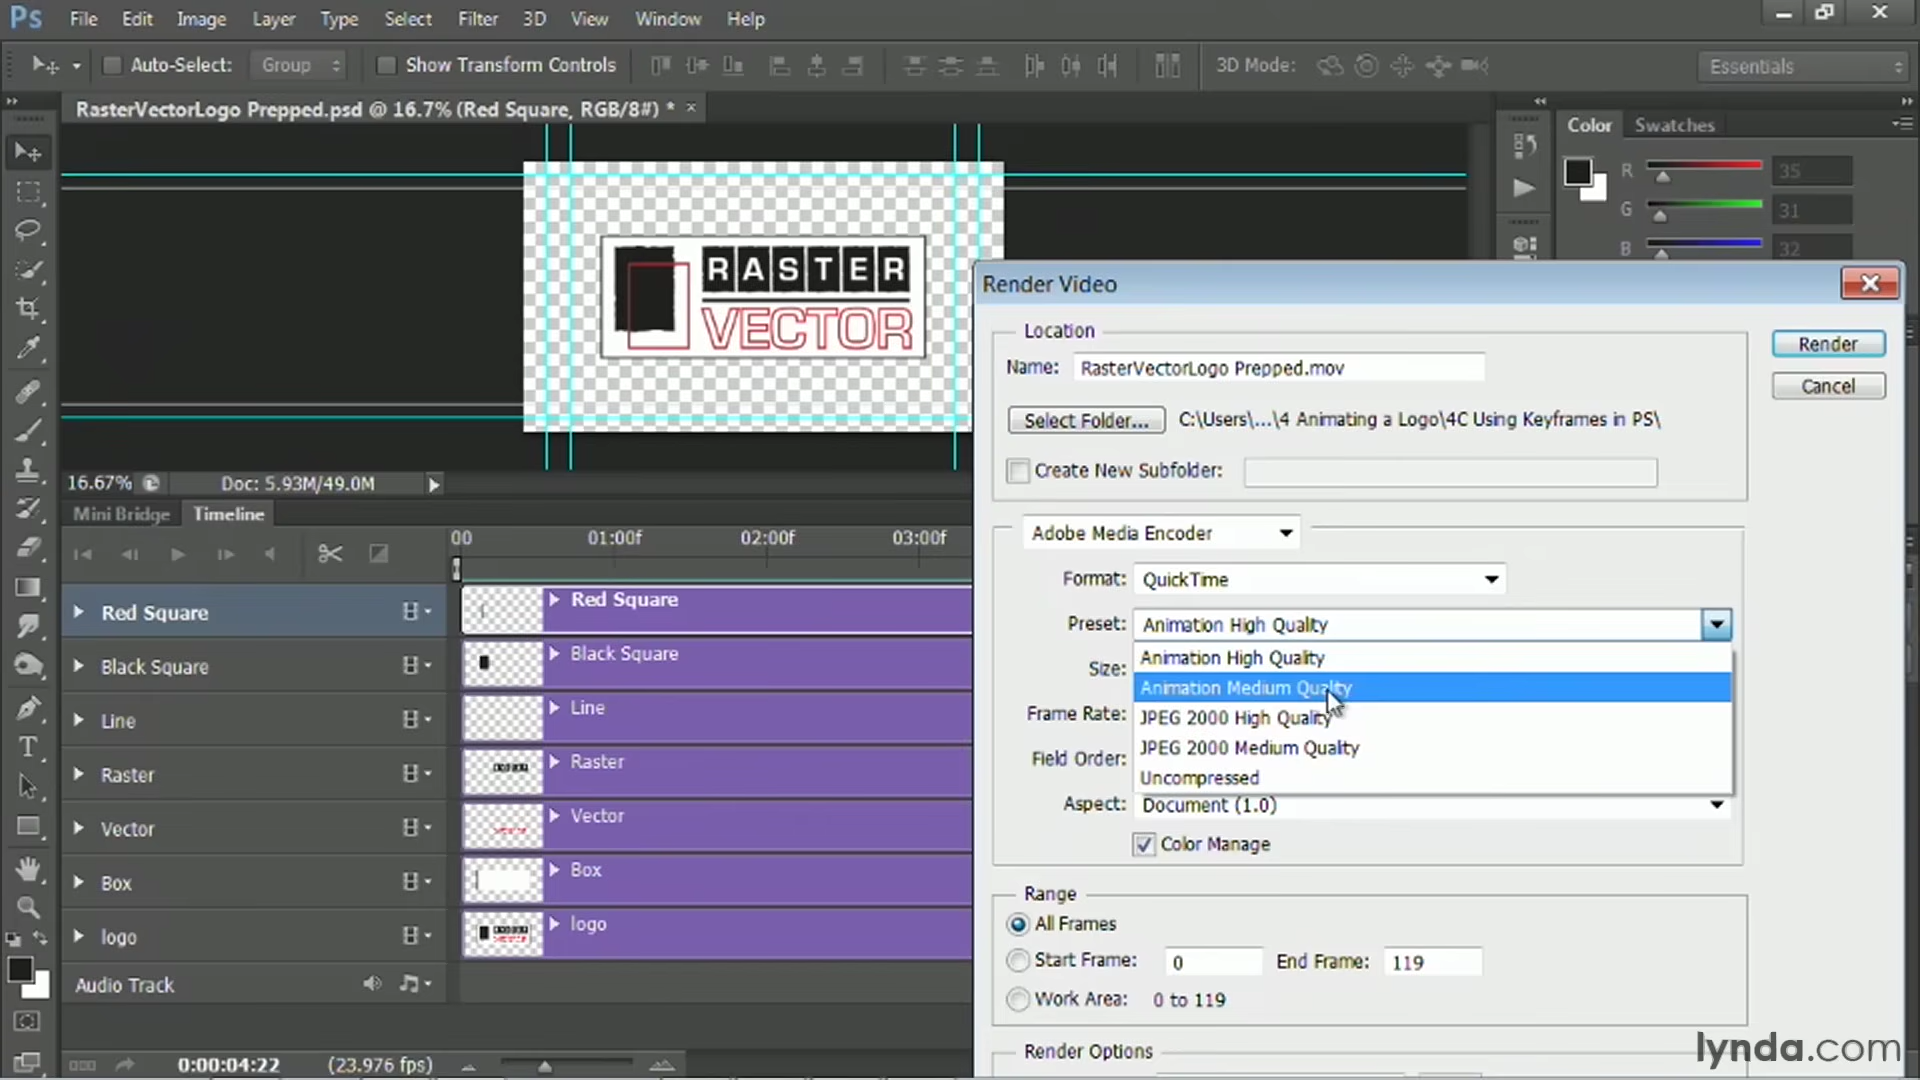 Ps File Edit Image Layer Type Select Filter 3D View Window Help
Auto-Select: Group Show Transform Controls 3D Mode: Essentials
RasterVectorLogo Prepped.psd @ 16.7% (Red Square, RGB/8#) * ×
Color Swatches
R 35
G 31
B 32
RASTER
VECTOR
Render Video
Location
Name: RasterVectorLogo Prepped.mov
Render
Select Folder... C:\Users\...\4 Animating a Logo\4C Using Keyframes in PS\
Cancel
Create New Subfolder:
16.67% Doc: 5.93M/49.0M
Mini Bridge Timeline
00 01:00f 02:00f 03:00f
Adobe Media Encoder
Format: QuickTime
Preset: Animation High Quality
Animation High Quality
Size:
Animation Medium Quality
Frame Rate: JPEG 2000 High Quality
JPEG 2000 Medium Quality
Field Order:
Uncompressed
Aspect: Document (1.0)
Color Manage
Range
All Frames
Start Frame: 0 End Frame: 119
Work Area: 0 to 119
Render Options
Red Square Red Square
Black Square Black Square
Line Line
Raster Raster
Vector Vector
Box Box
logo logo
Audio Track
0:00:04:22 (23.976 fps)
lynda.com